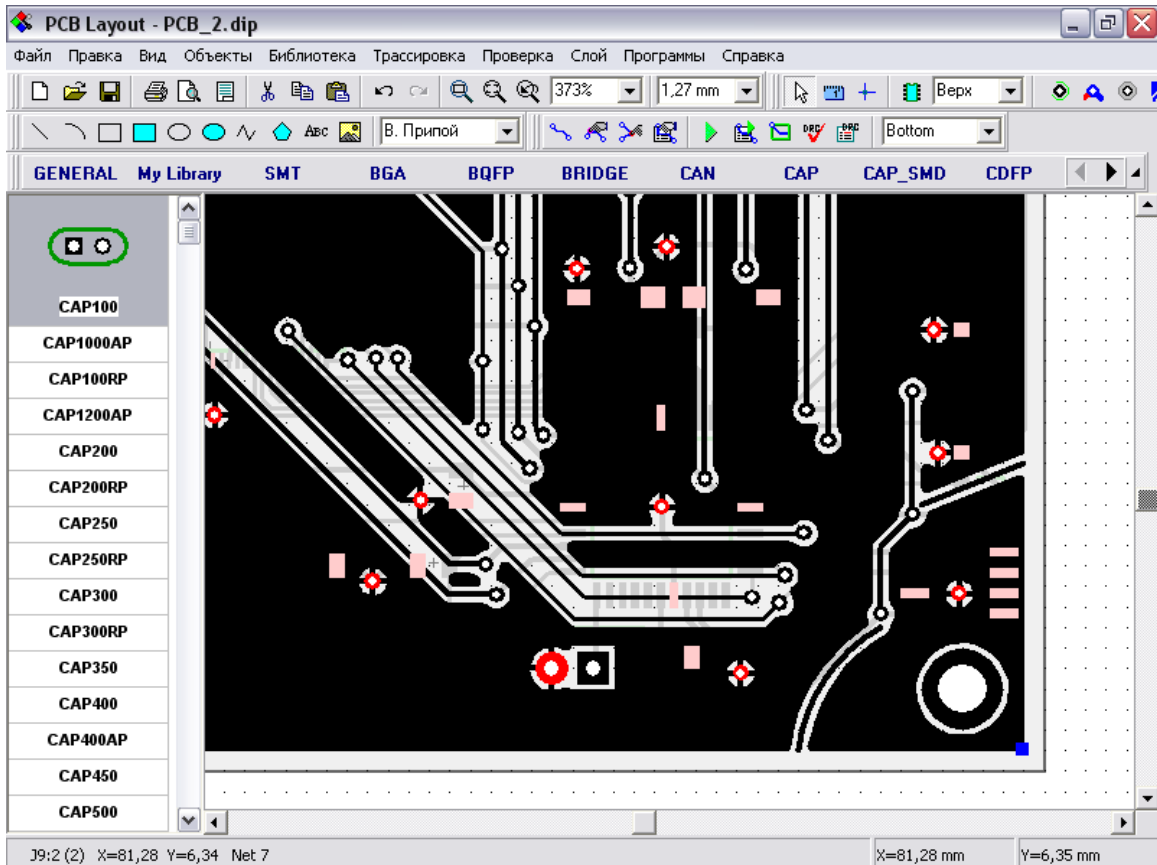 PCB Layout - PCB_2.dip
Файл Правка Вид Объекты Библиотека Трассировка Проверка Слой Программы Справка
373% 1,27 mm Верх
ABC В. Припой DRC DRC Bottom
GENERAL My Library SMT BGA BQFP BRIDGE CAN CAP CAP_SMD CDFP
CAP100
CAP1000AP
CAP100RP
CAP1200AP
CAP200
CAP200RP
CAP250
CAP250RP
CAP300
CAP300RP
CAP350
CAP400
CAP400AP
CAP450
CAP500
J9:2 (2) X=81,28 Y=6,34 Net 7 X=81,28 mm Y=6,35 mm